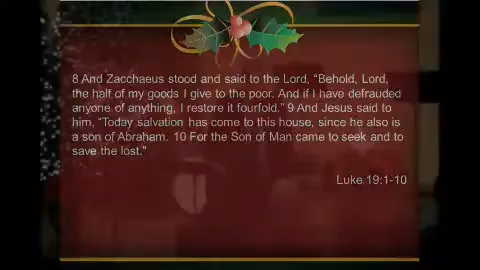 8 And Zacchaeus stood and said to the Lord, “Behold, Lord,
the half of my goods I give to the poor. And if I have defrauded
anyone of anything, I restore it fourfold.” 9 And Jesus said to
him, “Today salvation has come to this house, since he also is
a son of Abraham. 10 For the Son of Man came to seek and to
save the lost.”
Luke 19:1-10